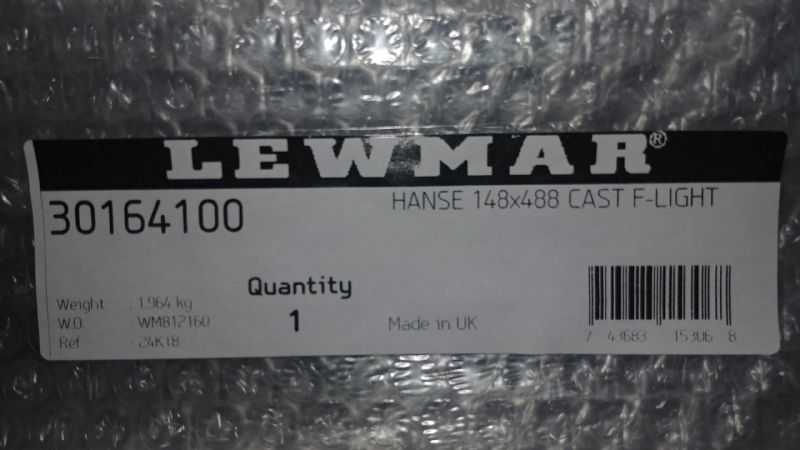 LEWMAR®
30164100
HANSE 148x488 CAST F-LIGHT
Quantity
1
Weight : 1.964 kg
W.O. : WM812160
Ref : 24K18
Made in UK
7 43683 15306 8